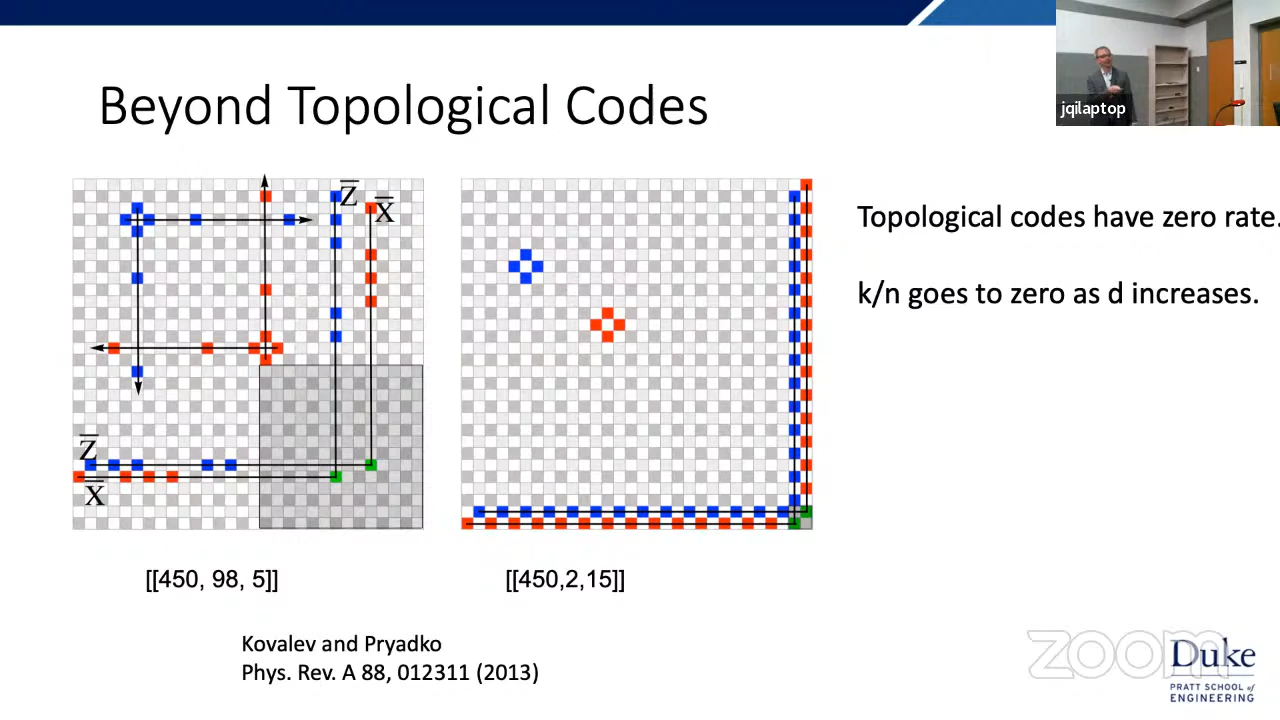 jqilaptop
Beyond Topological Codes
Z̅
X̅
Z̅
X̅
Topological codes have zero rate.
k/n goes to zero as d increases.
[[450, 98, 5]]
[[450,2,15]]
Kovalev and Pryadko
Phys. Rev. A 88, 012311 (2013)
zoom
Duke
PRATT SCHOOL of
ENGINEERING